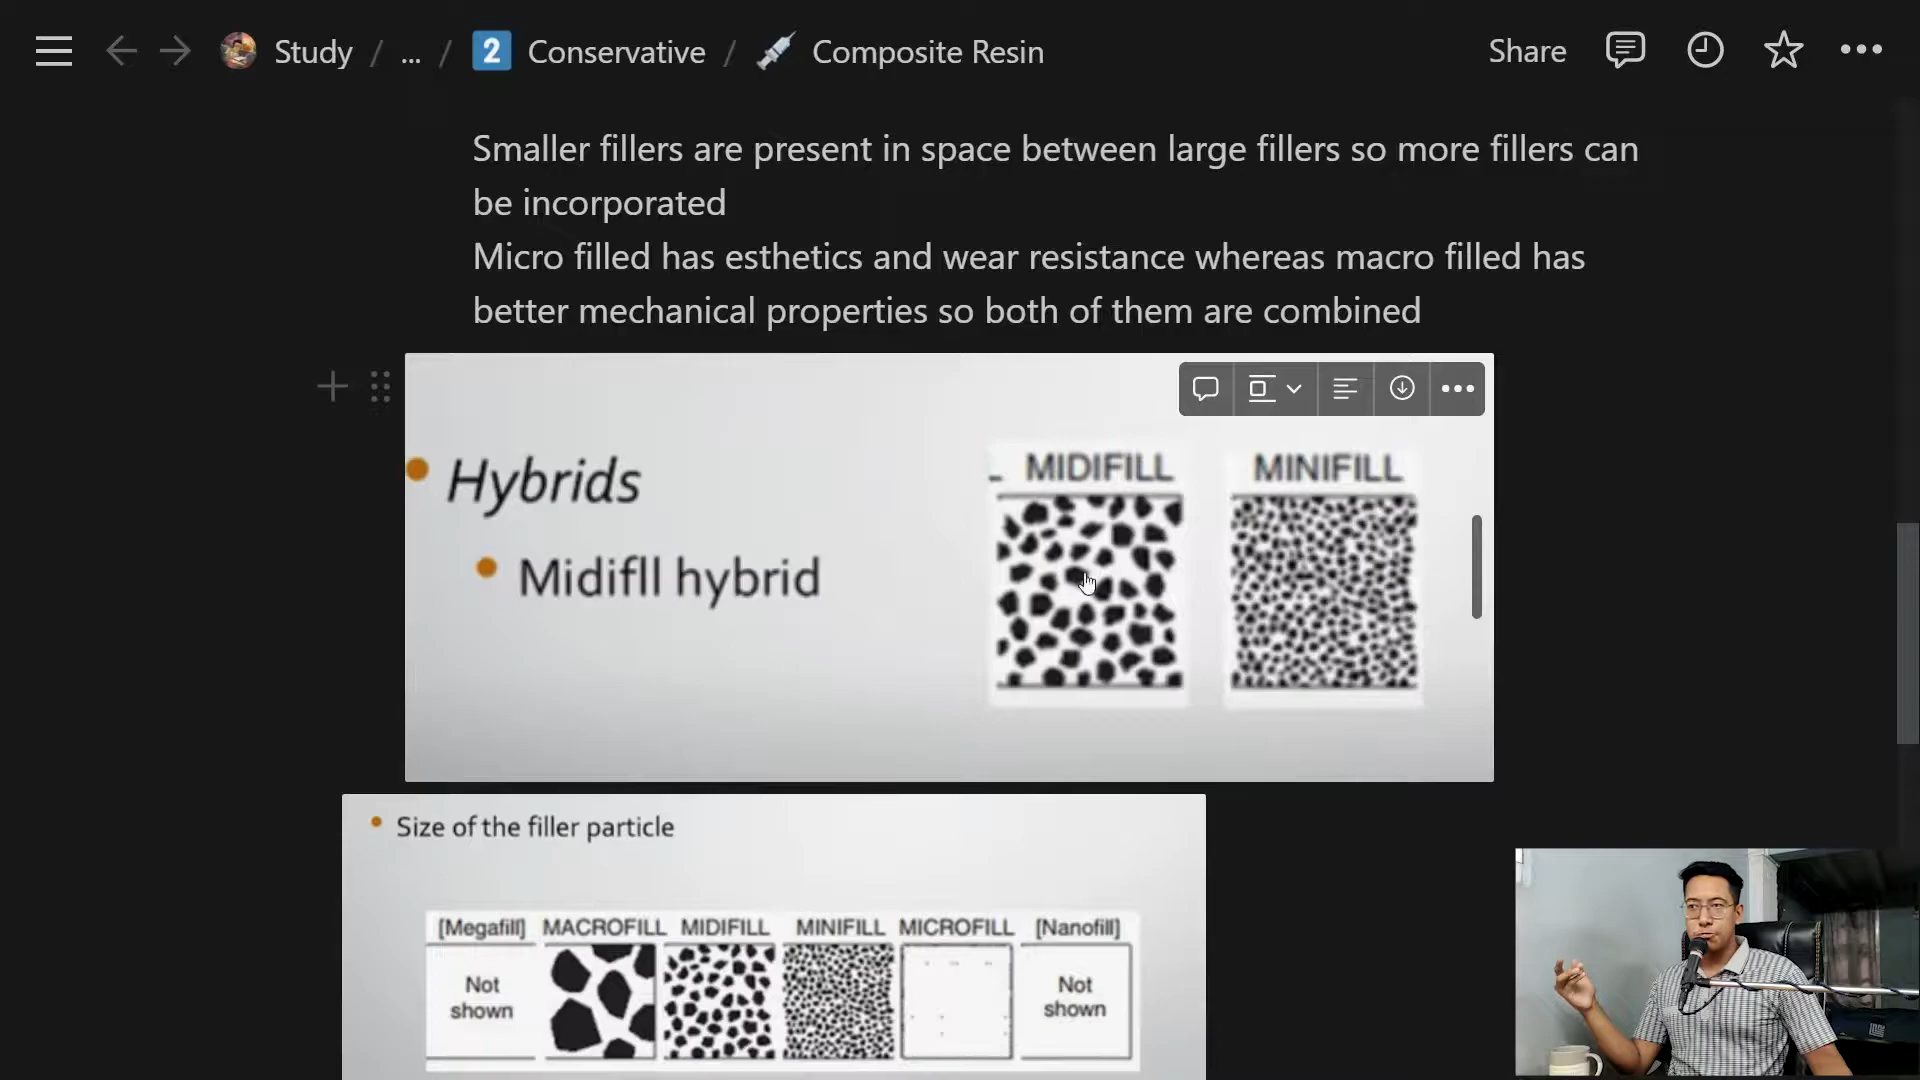 Study / ... / 2 Conservative / Composite Resin
Share
Smaller fillers are present in space between large fillers so more fillers can
be incorporated
Micro filled has esthetics and wear resistance whereas macro filled has
better mechanical properties so both of them are combined
Hybrids
Midifll hybrid
MIDIFILL MINIFILL
Size of the filler particle
[Megafill] MACROFILL MIDIFILL MINIFILL MICROFILL [Nanofill]
Not
shown
Not
shown